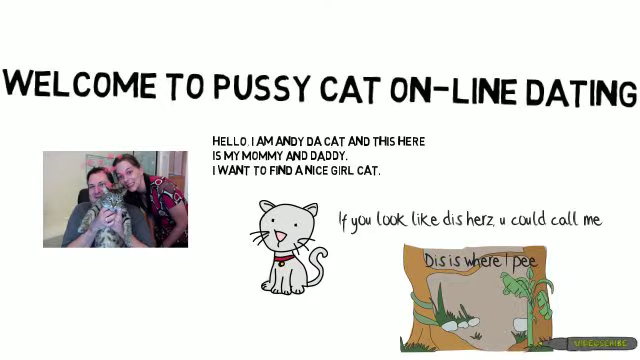 WELCOME TO PUSSY CAT ON-LINE DATING
HELLO. I AM ANDY DA CAT AND THIS HERE
IS MY MOMMY AND DADDY.
I WANT TO FIND A NICE GIRL CAT.
If you look like dis herz, u could call me
Dis is where I pee
VIDEOSCRIBE